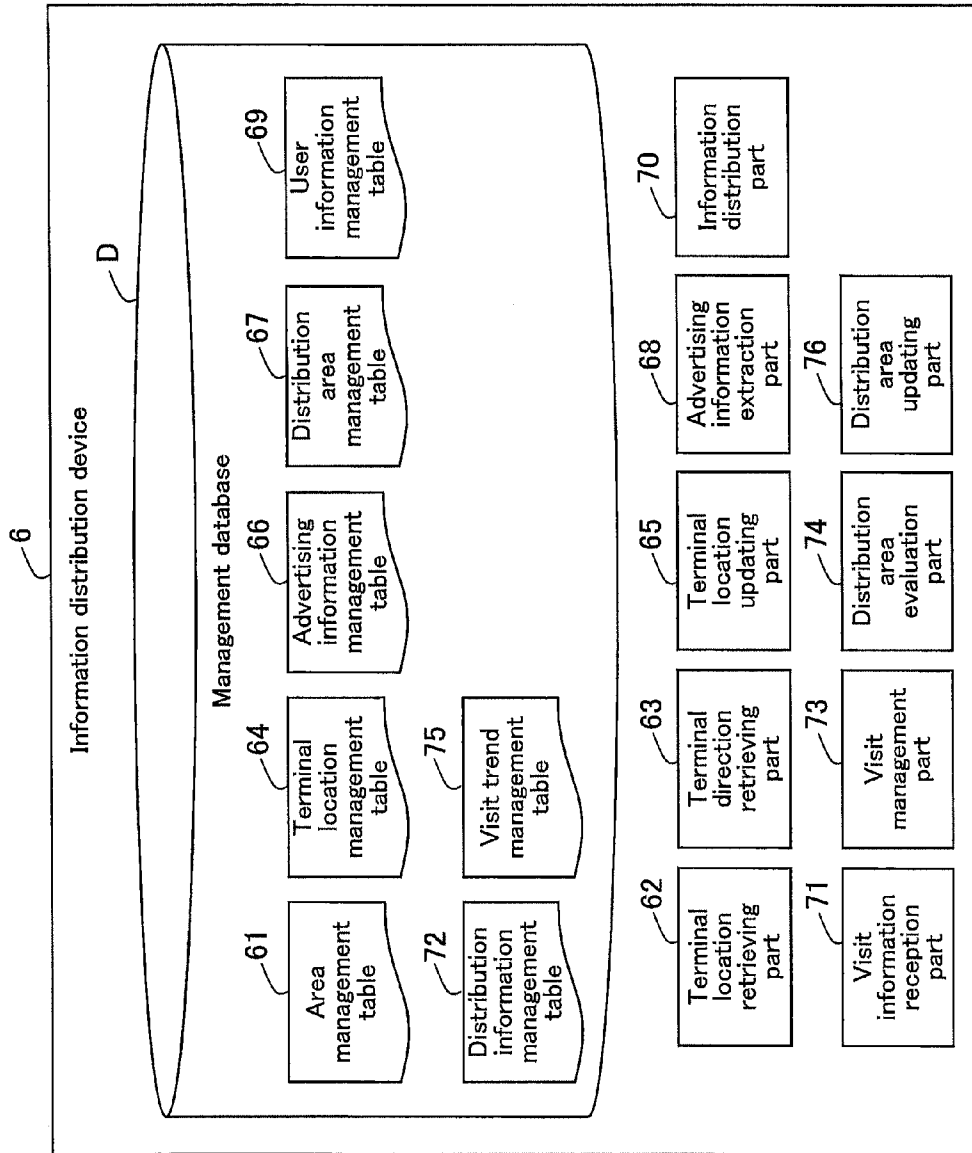 6
Information distribution device
D
Management database
61
Area
management
table
64
Terminal
location
management
table
66
Advertising
information
management
table
67
Distribution
area
management
table
69
User
information
management
table
72
Distribution
information
management
table
75
Visit trend
management
table
62
Terminal
location
retrieving
part
63
Terminal
direction
retrieving
part
65
Terminal
location
updating
part
68
Advertising
information
extraction
part
70
Information
distribution
part
71
Visit
information
reception
part
73
Visit
management
part
74
Distribution
area
evaluation
part
76
Distribution
area
updating
part